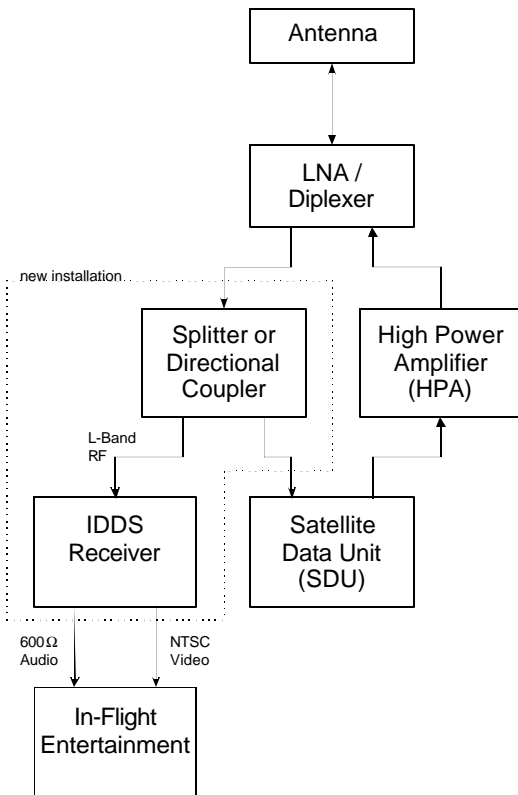 Antenna
LNA /
Diplexer
new installation
Splitter or
Directional
Coupler
High Power
Amplifier
(HPA)
L-Band
RF
IDDS
Receiver
Satellite
Data Unit
(SDU)
600Ω
Audio
NTSC
Video
In-Flight
Entertainment